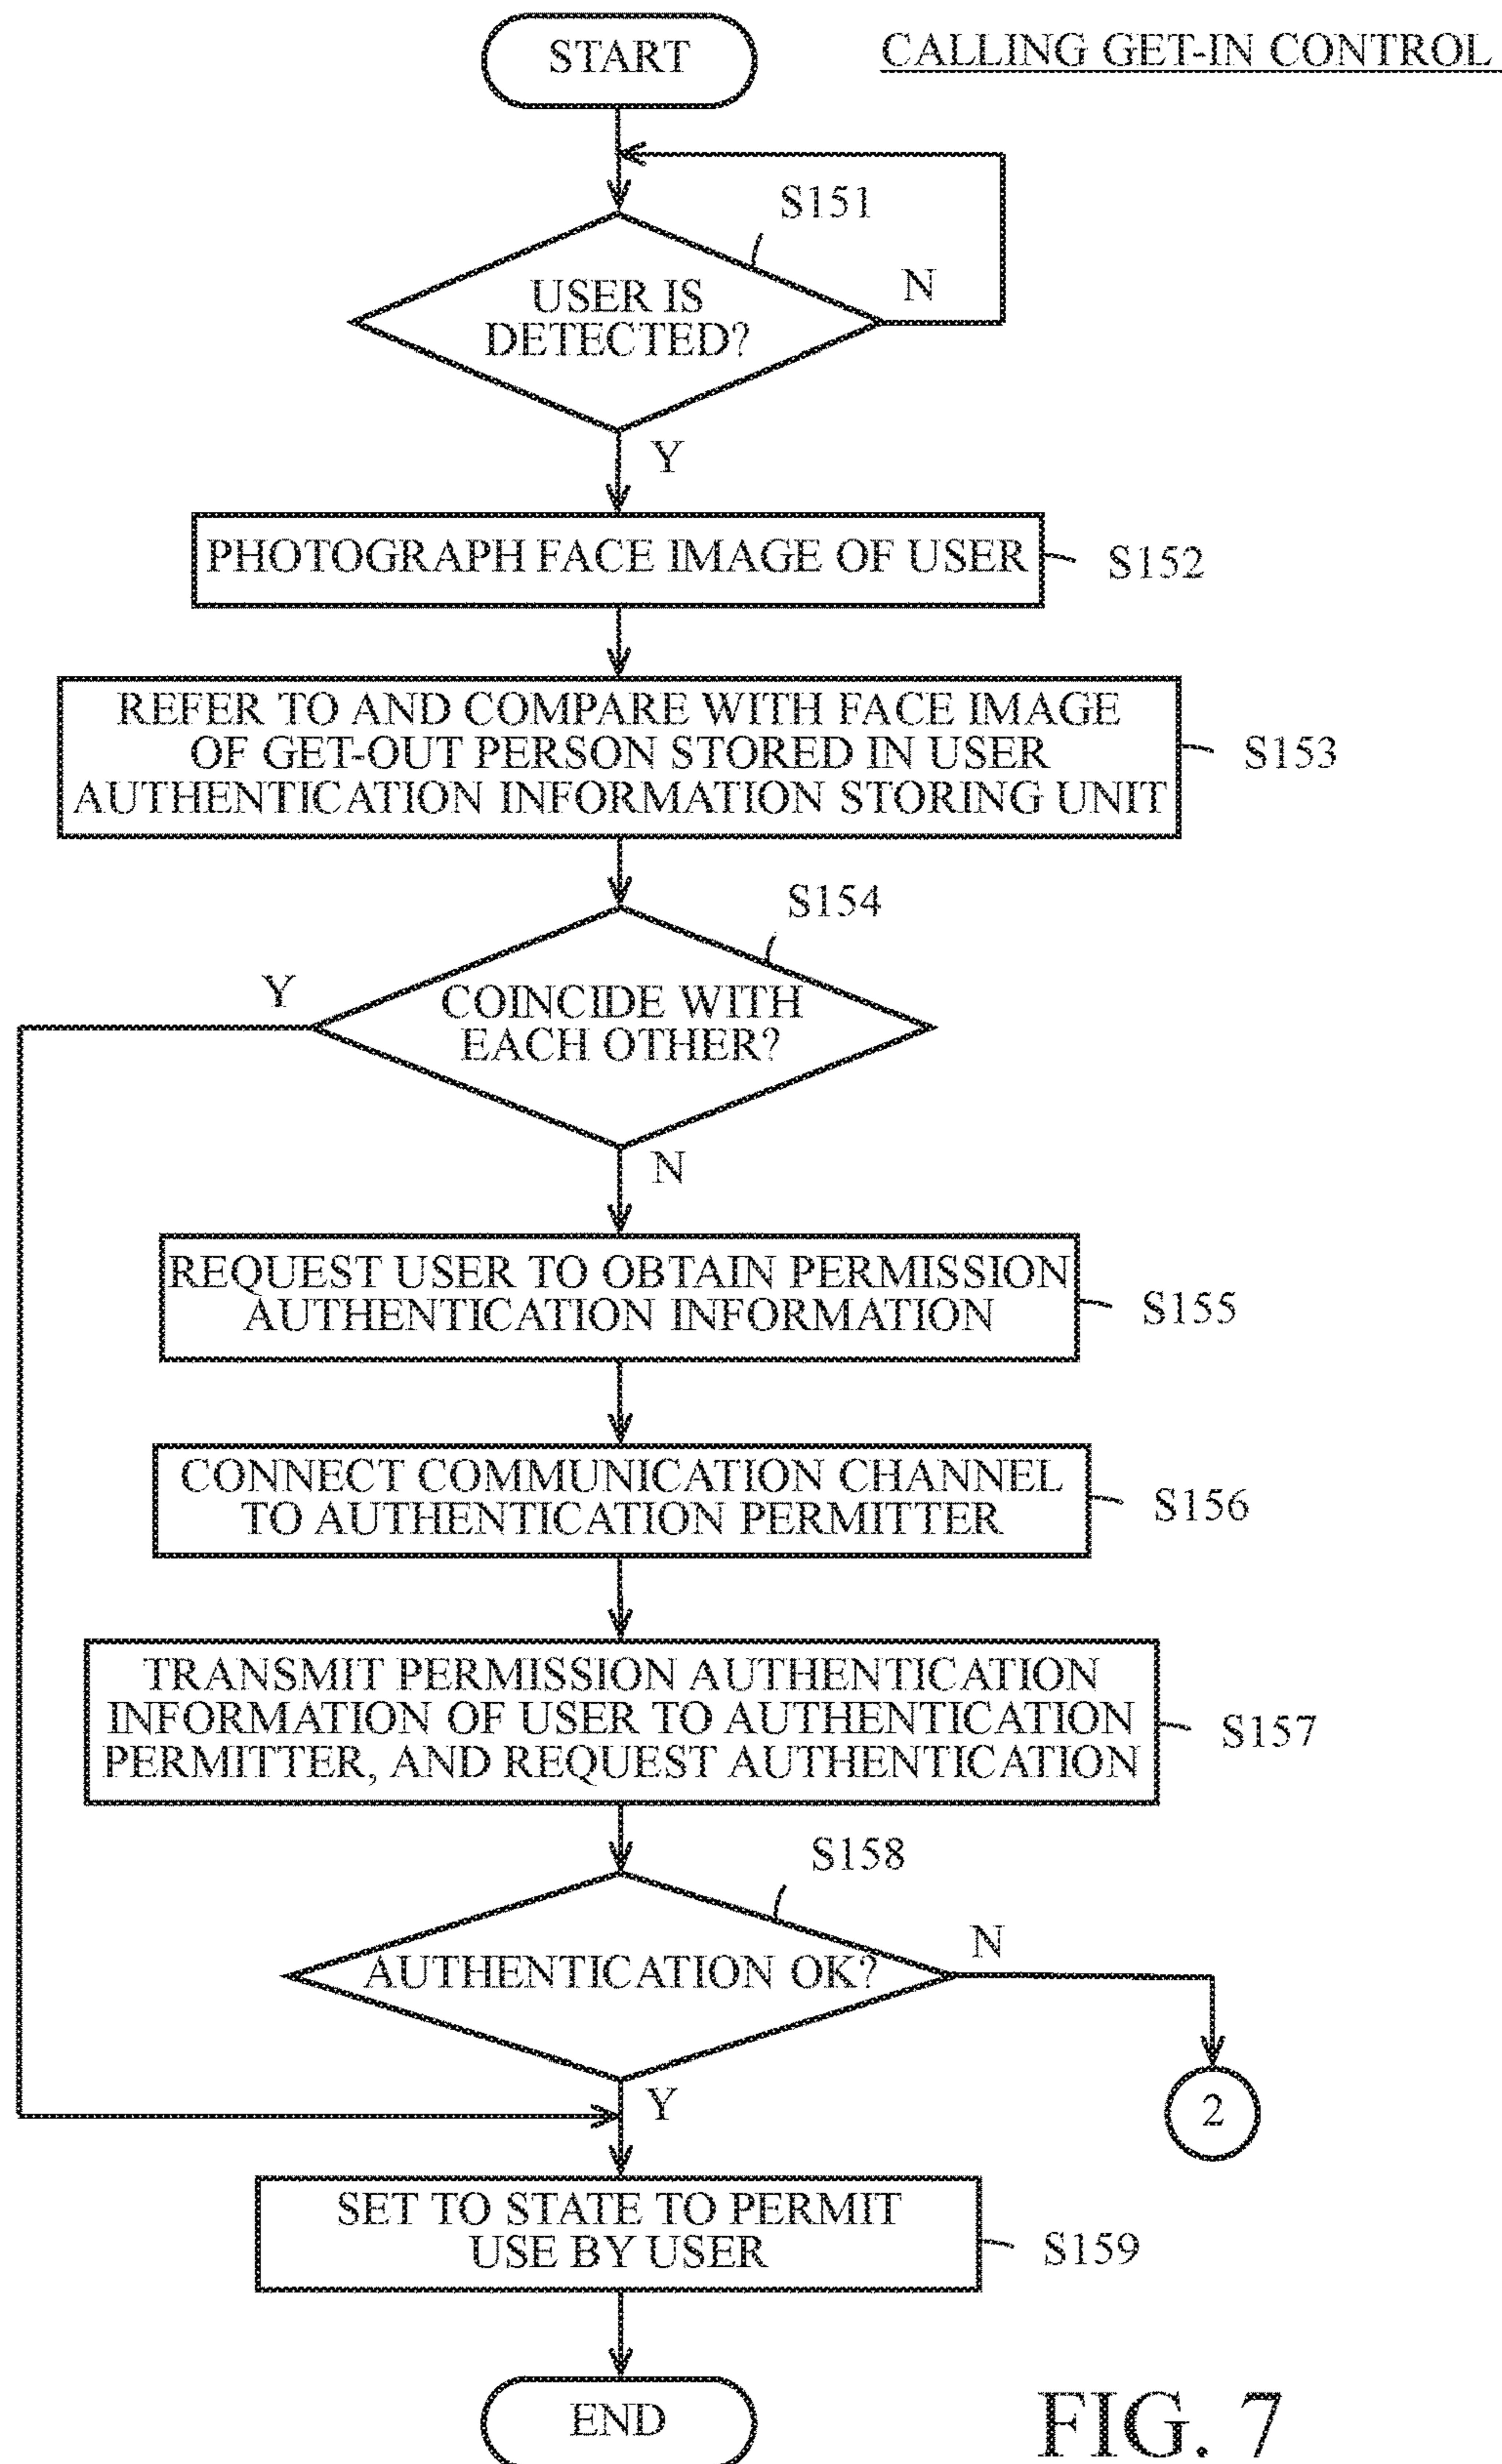 START
CALLING GET-IN CONTROL
S151
USER IS
DETECTED?
N
Y
PHOTOGRAPH FACE IMAGE OF USER
S152
REFER TO AND COMPARE WITH FACE IMAGE
OF GET-OUT PERSON STORED IN USER
AUTHENTICATION INFORMATION STORING UNIT
S153
S154
Y
COINCIDE WITH
EACH OTHER?
N
REQUEST USER TO OBTAIN PERMISSION
AUTHENTICATION INFORMATION
S155
CONNECT COMMUNICATION CHANNEL
TO AUTHENTICATION PERMITTER
S156
TRANSMIT PERMISSION AUTHENTICATION
INFORMATION OF USER TO AUTHENTICATION
PERMITTER, AND REQUEST AUTHENTICATION
S157
S158
AUTHENTICATION OK?
N
Y
2
SET TO STATE TO PERMIT
USE BY USER
S159
END
FIG. 7